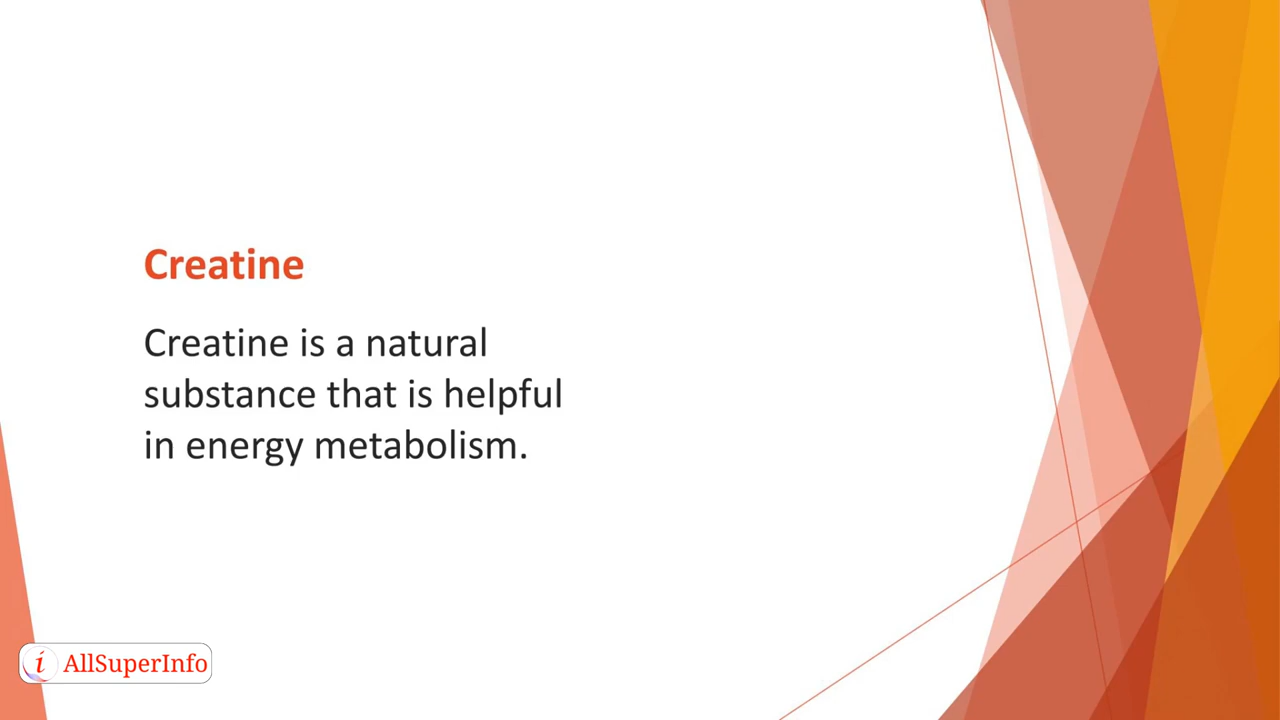 Creatine
Creatine is a natural
substance that is helpful
in energy metabolism.
i AllSuperInfo